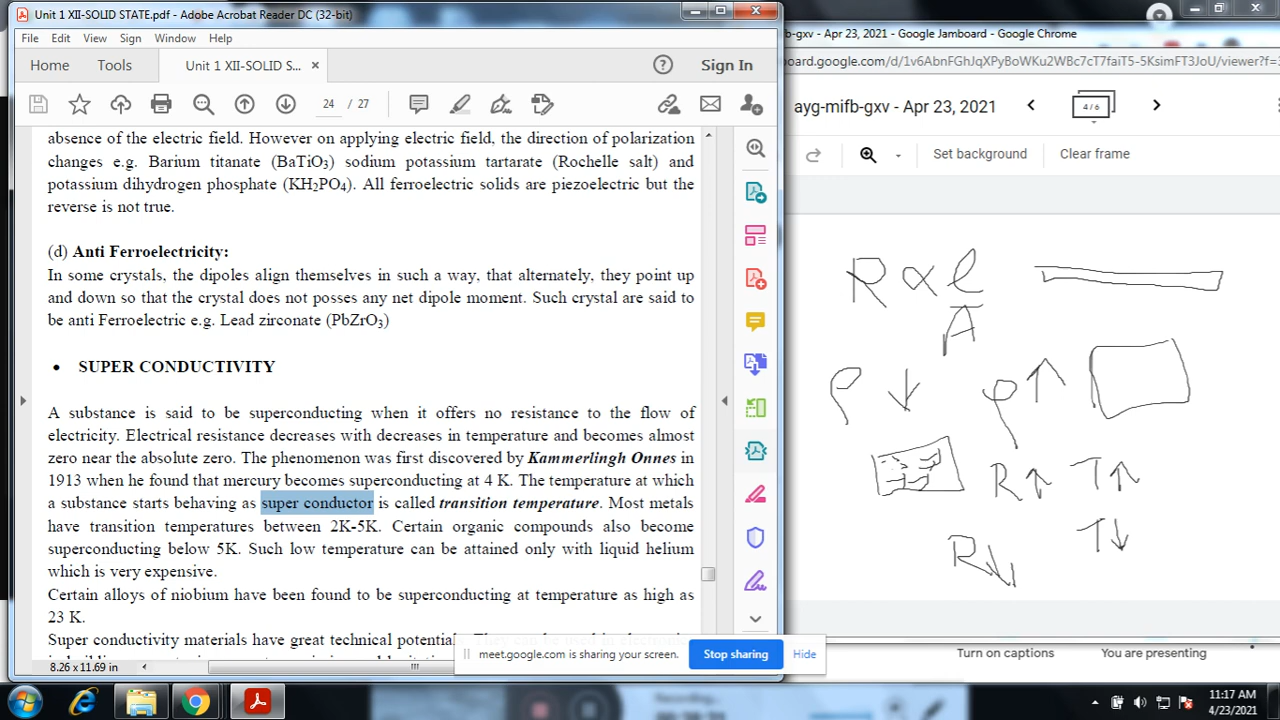 Unit 1 XII-SOLID STATE.pdf - Adobe Acrobat Reader DC (32-bit)
File Edit View Sign Window Help
Home Tools Unit 1 XII-SOLID S... × Sign In
24 / 27
absence of the electric field. However on applying electric field, the direction of polarization
changes e.g. Barium titanate (BaTiO3) sodium potassium tartarate (Rochelle salt) and
potassium dihydrogen phosphate (KH2PO4). All ferroelectric solids are piezoelectric but the
reverse is not true.
(d) Anti Ferroelectricity:
In some crystals, the dipoles align themselves in such a way, that alternately, they point up
and down so that the crystal does not posses any net dipole moment. Such crystal are said to
be anti Ferroelectric e.g. Lead zirconate (PbZrO3)
• SUPER CONDUCTIVITY
A substance is said to be superconducting when it offers no resistance to the flow of
electricity. Electrical resistance decreases with decreases in temperature and becomes almost
zero near the absolute zero. The phenomenon was first discovered by Kammerlingh Onnes in
1913 when he found that mercury becomes superconducting at 4 K. The temperature at which
a substance starts behaving as super conductor is called transition temperature. Most metals
have transition temperatures between 2K-5K. Certain organic compounds also become
superconducting below 5K. Such low temperature can be attained only with liquid helium
which is very expensive.
Certain alloys of niobium have been found to be superconducting at temperature as high as
23 K.
Super conductivity materials have great technical potentials.
8.26 x 11.69 in
meet.google.com is sharing your screen. Stop sharing Hide
fb-gxv - Apr 23, 2021 - Google Jamboard - Google Chrome
board.google.com/d/1v6AbnFGhJqXPyBoWKu2WBc7cT7faiT5-5KsimFT3JoU/viewer?f=
ayg-mifb-gxv - Apr 23, 2021
4 / 6
Set background Clear frame
R ∝ l
A
ρ ↓ ρ ↑
R ↑ T ↑
R ↓ T ↓
Turn on captions You are presenting
Recording...
11:17 AM
4/23/2021